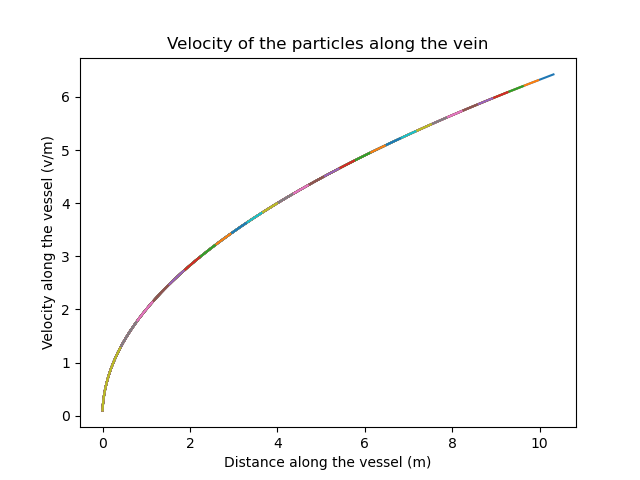 Velocity of the particles along the vein
Velocity along the vessel (v/m)
6
5
4
3
2
1
0
0 2 4 6 8 10
Distance along the vessel (m)